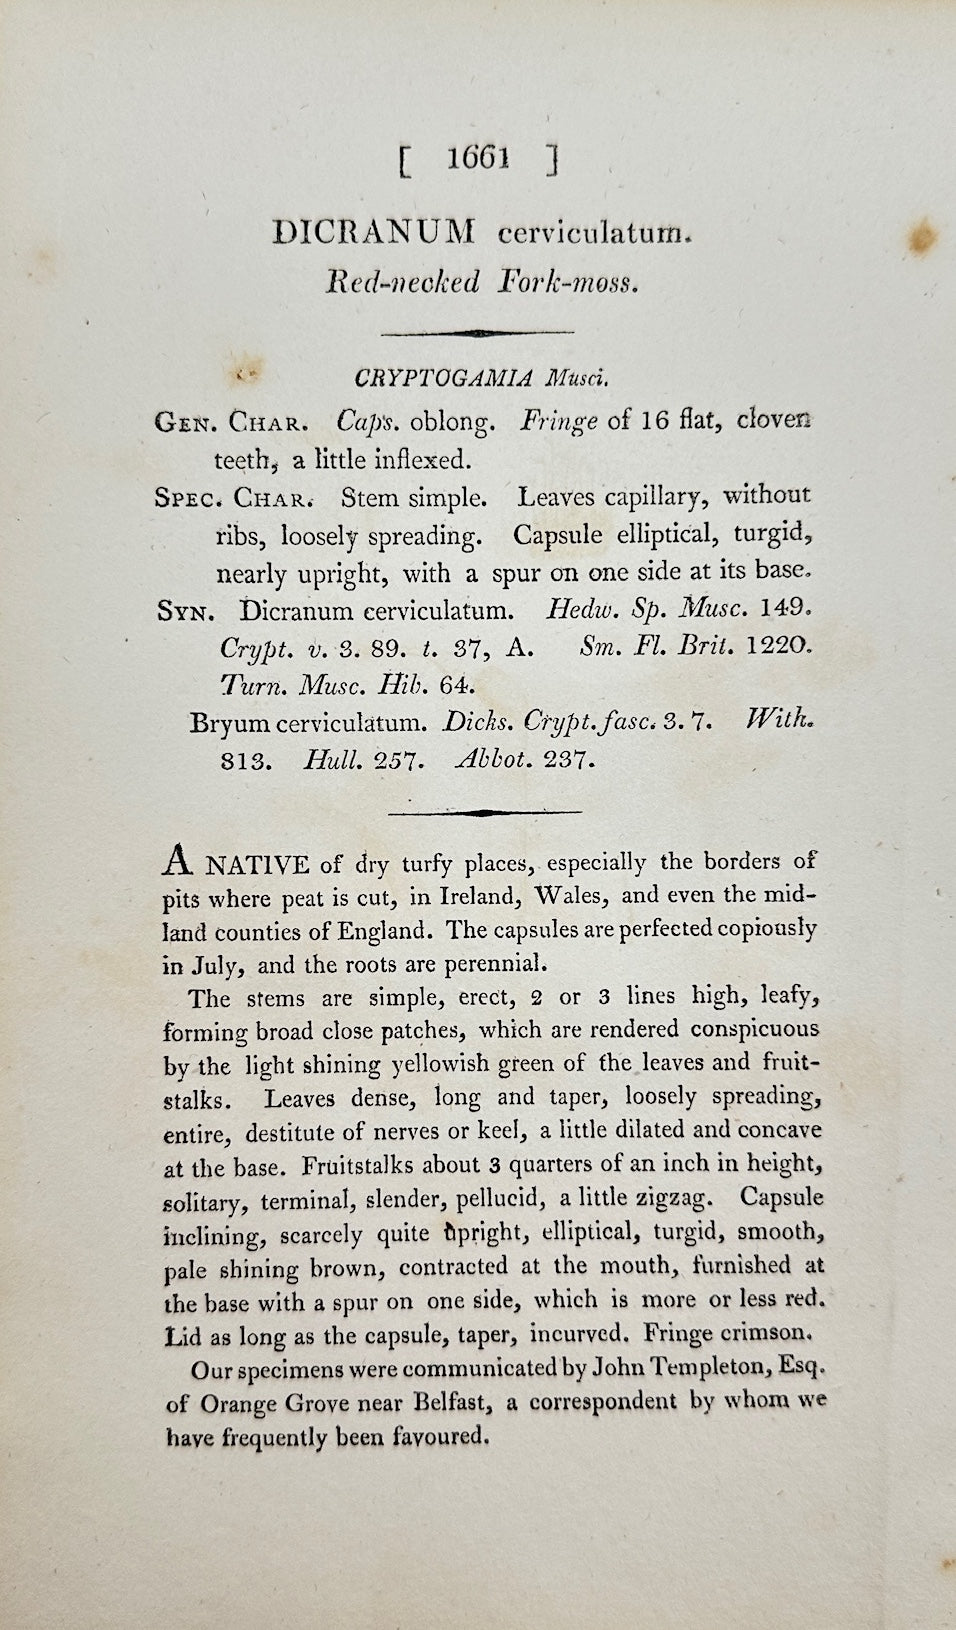 [ 1661 ]
DICRANUM cerviculatum.
Red-necked Fork-moss.
CRYPTOGAMIA Musci.
GEN. CHAR. Caps. oblong. Fringe of 16 flat, cloven
teeth, a little inflexed.
SPEC. CHAR. Stem simple. Leaves capillary, without
ribs, loosely spreading. Capsule elliptical, turgid,
nearly upright, with a spur on one side at its base.
SYN. Dicranum cerviculatum. Hedw. Sp. Musc. 149.
Crypt. v. 3. 89. t. 37, A. Sm. Fl. Brit. 1220.
Turn. Musc. Hib. 64.
Bryum cerviculatum. Dicks. Crypt. fasc. 3. 7. With.
813. Hull. 257. Abbot. 237.
A NATIVE of dry turfy places, especially the borders of
pits where peat is cut, in Ireland, Wales, and even the mid-
land counties of England. The capsules are perfected copiously
in July, and the roots are perennial.
The stems are simple, erect, 2 or 3 lines high, leafy,
forming broad close patches, which are rendered conspicuous
by the light shining yellowish green of the leaves and fruit-
stalks. Leaves dense, long and taper, loosely spreading,
entire, destitute of nerves or keel, a little dilated and concave
at the base. Fruitstalks about 3 quarters of an inch in height,
solitary, terminal, slender, pellucid, a little zigzag. Capsule
inclining, scarcely quite upright, elliptical, turgid, smooth,
pale shining brown, contracted at the mouth, furnished at
the base with a spur on one side, which is more or less red.
Lid as long as the capsule, taper, incurved. Fringe crimson.
Our specimens were communicated by John Templeton, Esq.
of Orange Grove near Belfast, a correspondent by whom we
have frequently been favoured.